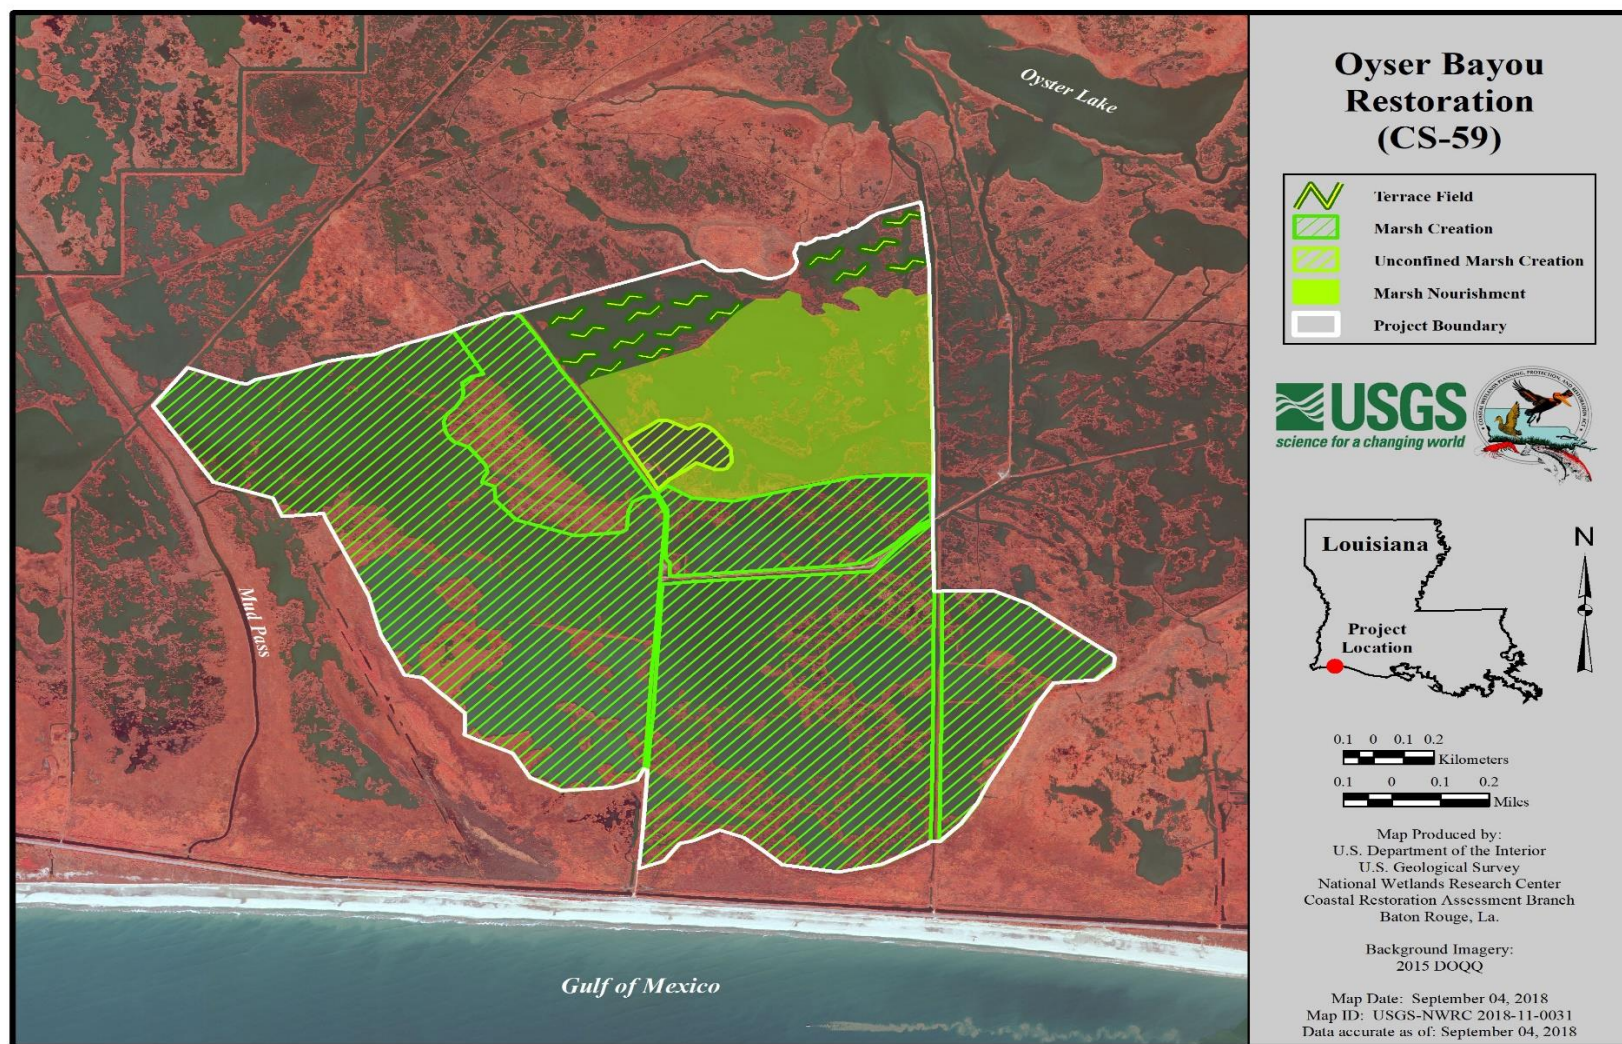 Oyster Lake
Mud Pass
Gulf of Mexico
Oyser Bayou
Restoration
(CS-59)
Terrace Field
Marsh Creation
Unconfined Marsh Creation
Marsh Nourishment
Project Boundary
USGS
science for a changing world
Louisiana
N
Project
Location
0.1 0 0.1 0.2
Kilometers
0.1 0 0.1 0.2
Miles
Map Produced by:
U.S. Department of the Interior
U.S. Geological Survey
National Wetlands Research Center
Coastal Restoration Assessment Branch
Baton Rouge, La.
Background Imagery:
2015 DOQQ
Map Date: September 04, 2018
Map ID: USGS-NWRC 2018-11-0031
Data accurate as of: September 04, 2018